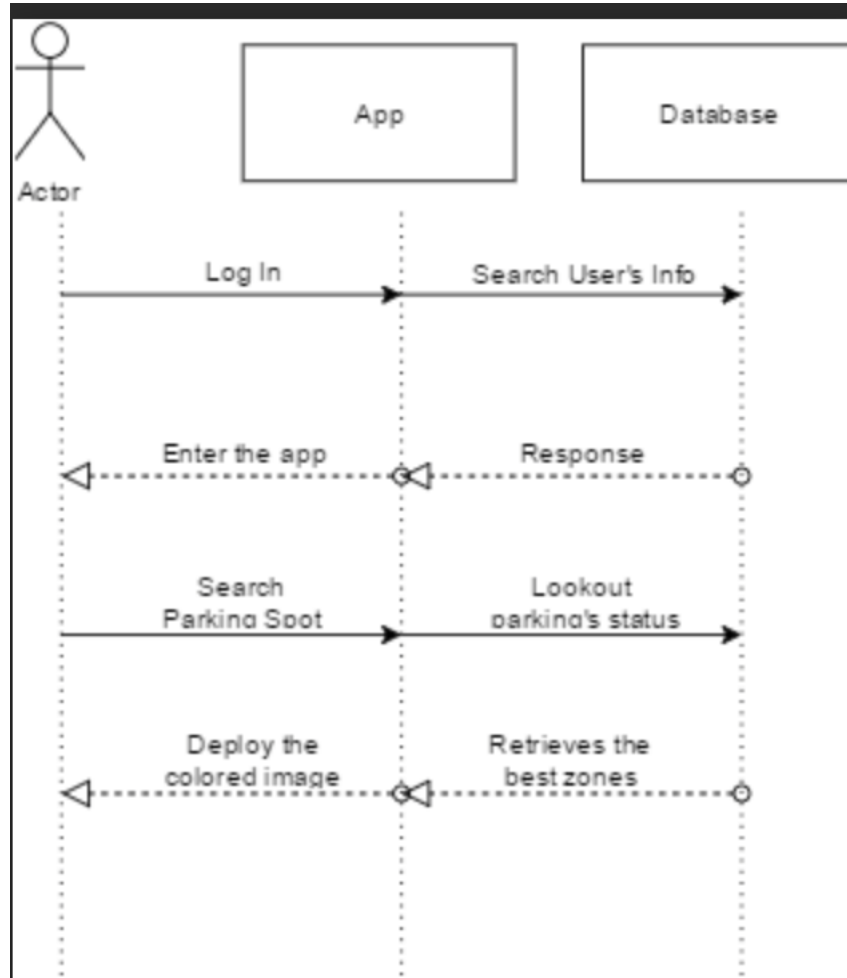 App
Database
Actor
Log In
Search User's Info
Enter the app
Response
Search
Parking Spot
Lookout
parking's status
Deploy the
colored image
Retrieves the
best zones